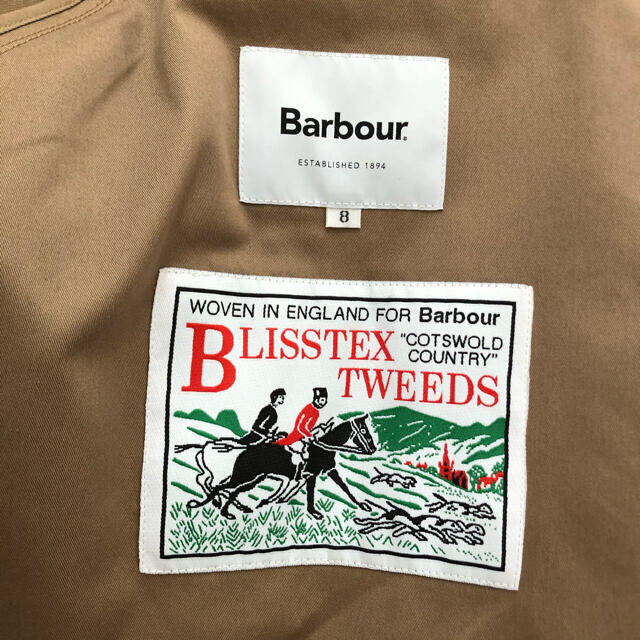 Barbour®
ESTABLISHED 1894
8
WOVEN IN ENGLAND FOR Barbour
BLISSTEX "COTSWOLD
COUNTRY"
TWEEDS